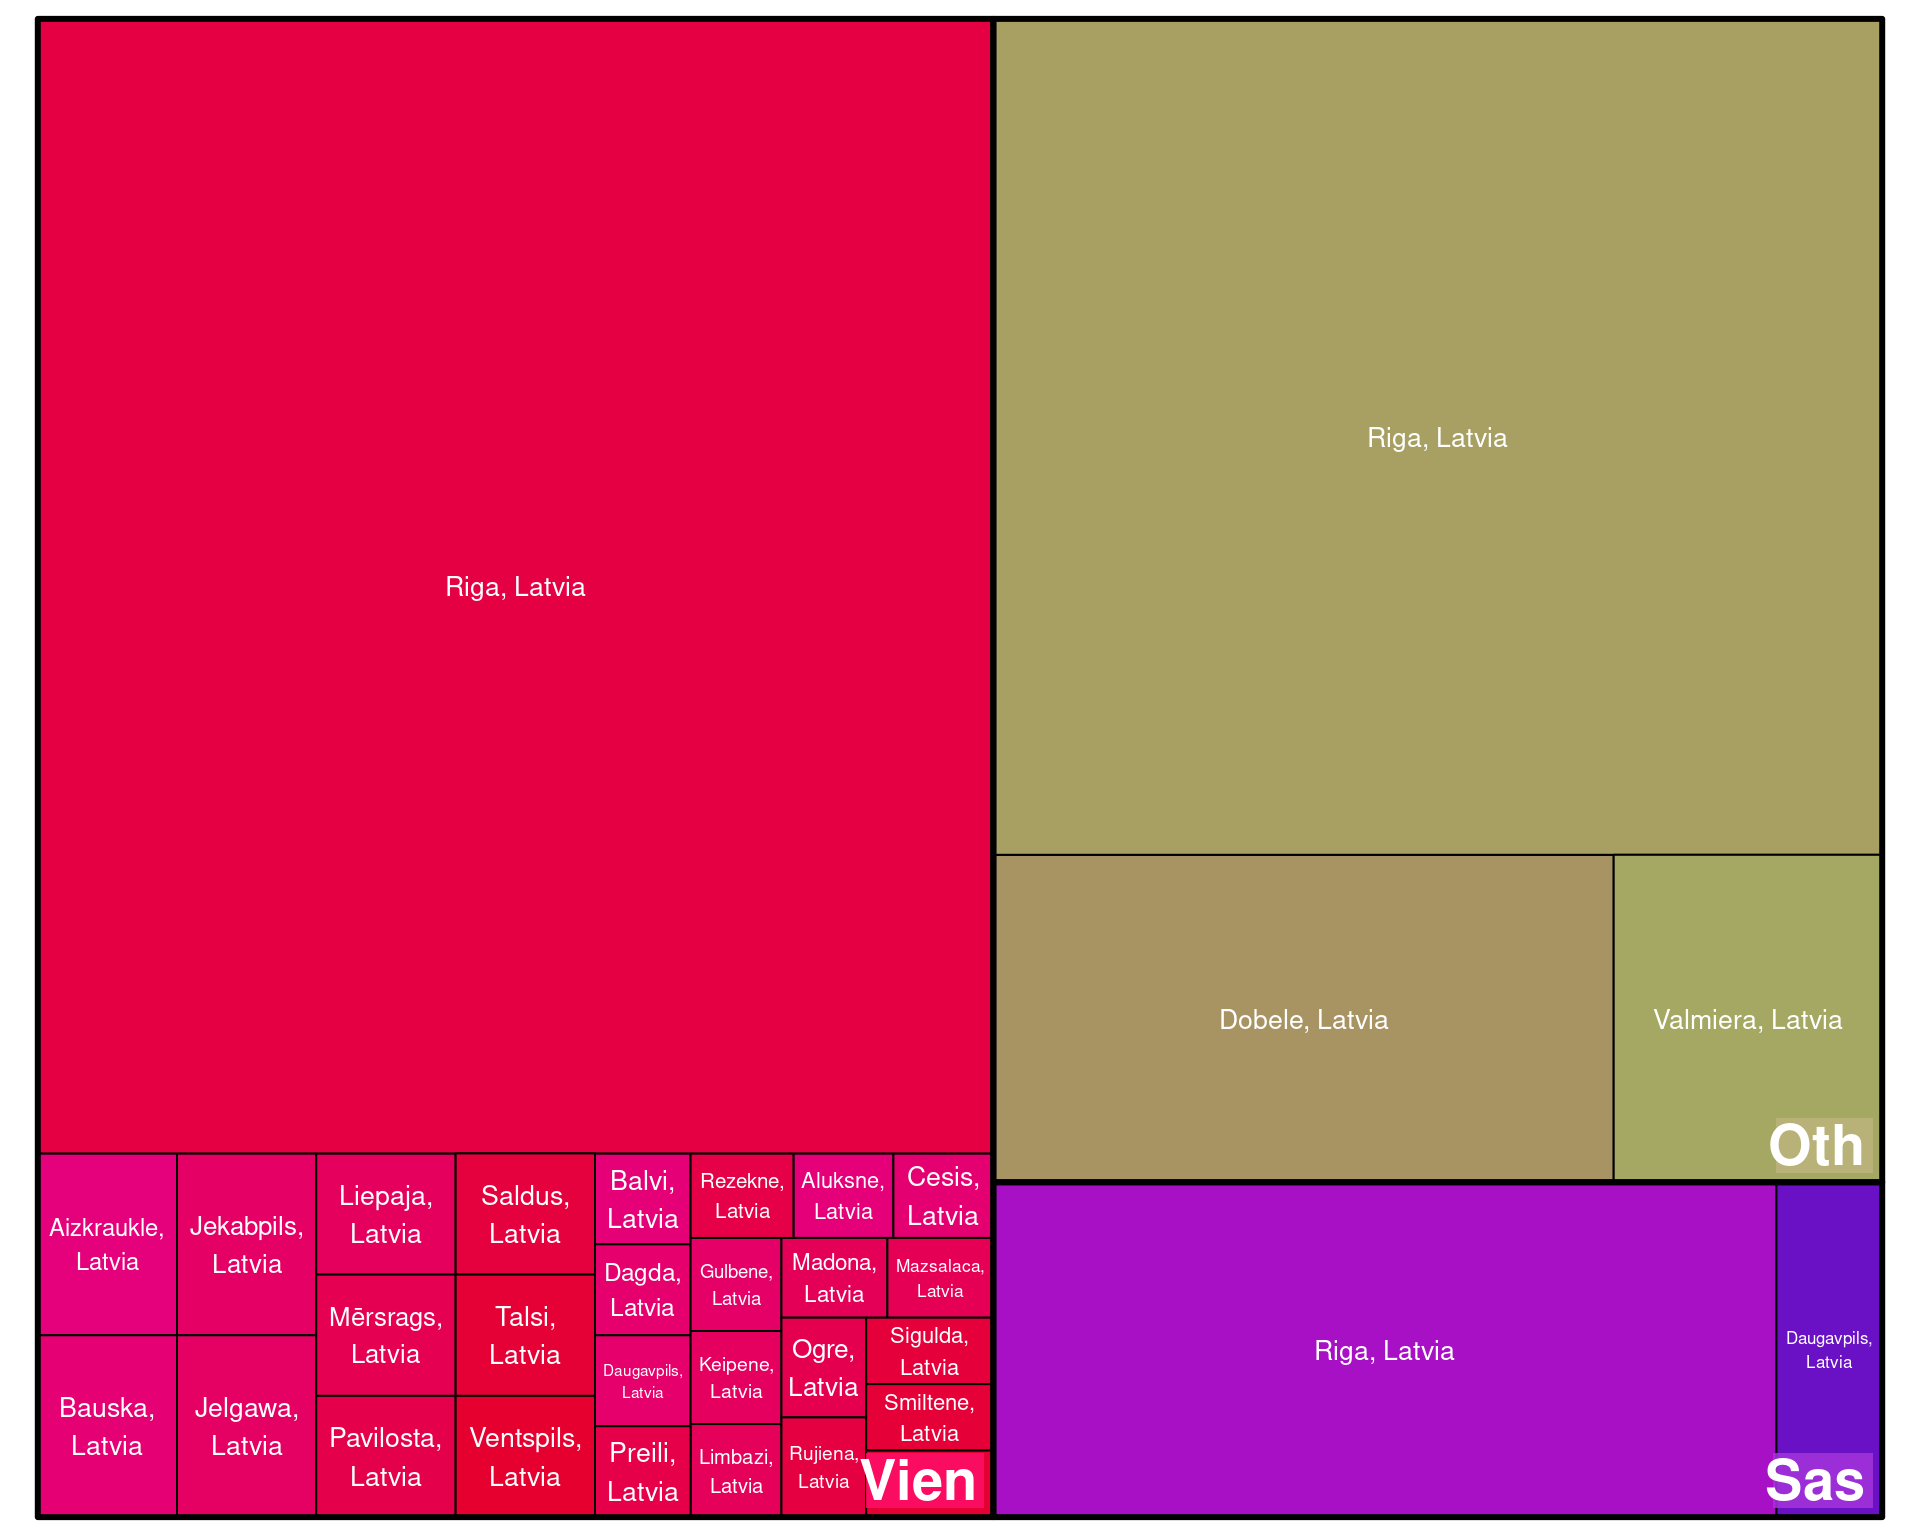 Riga, Latvia
Aizkraukle,
Latvia
Bauska,
Latvia
Jekabpils,
Latvia
Jelgawa,
Latvia
Liepaja,
Latvia
Mērsrags,
Latvia
Pavilosta,
Latvia
Saldus,
Latvia
Talsi,
Latvia
Ventspils,
Latvia
Balvi,
Latvia
Dagda,
Latvia
Daugavpils,
Latvia
Preili,
Latvia
Rezekne,
Latvia
Aluksne,
Latvia
Cesis,
Latvia
Gulbene,
Latvia
Keipene,
Latvia
Limbazi,
Latvia
Madona,
Latvia
Mazsalaca,
Latvia
Ogre,
Latvia
Rujiena,
Latvia
Sigulda,
Latvia
Smiltene,
Latvia
Vien
Riga, Latvia
Dobele, Latvia
Valmiera, Latvia
Oth
Riga, Latvia
Daugavpils,
Latvia
Sas